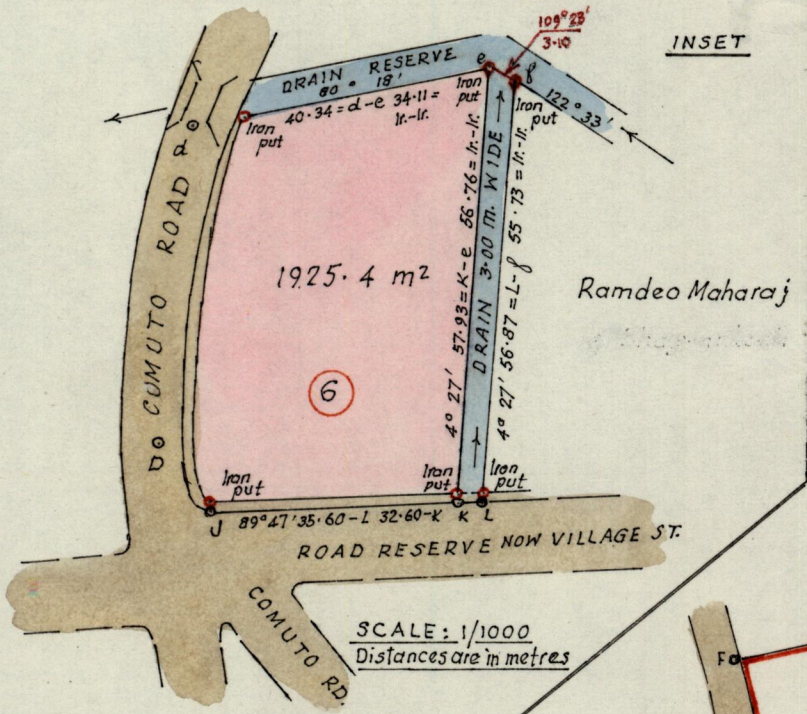 109° 23'
3·10
INSET
DRAIN RESERVE
80° 18'
40·34 = d-e 34·11 =
Ir.-Ir.
e
f
122° 33'
Iron
put
Iron
put
Iron
put
d
COMUTO ROAD
D
1925·4 m²
6
4° 27' 57·93 = K-e 56·76 = Ir.-Ir.
DRAIN 3·00 M. WIDE
4° 27' 56·87 = L-f 55·73 = Ir.-Ir.
Ramdeo Maharaj
Iron
put
Iron
put
Iron
put
J 89° 47' 35·60-L 32·60-K K L
ROAD RESERVE NOW VILLAGE ST.
COMUTO RD.
SCALE: 1/1000
Distances are in metres
F